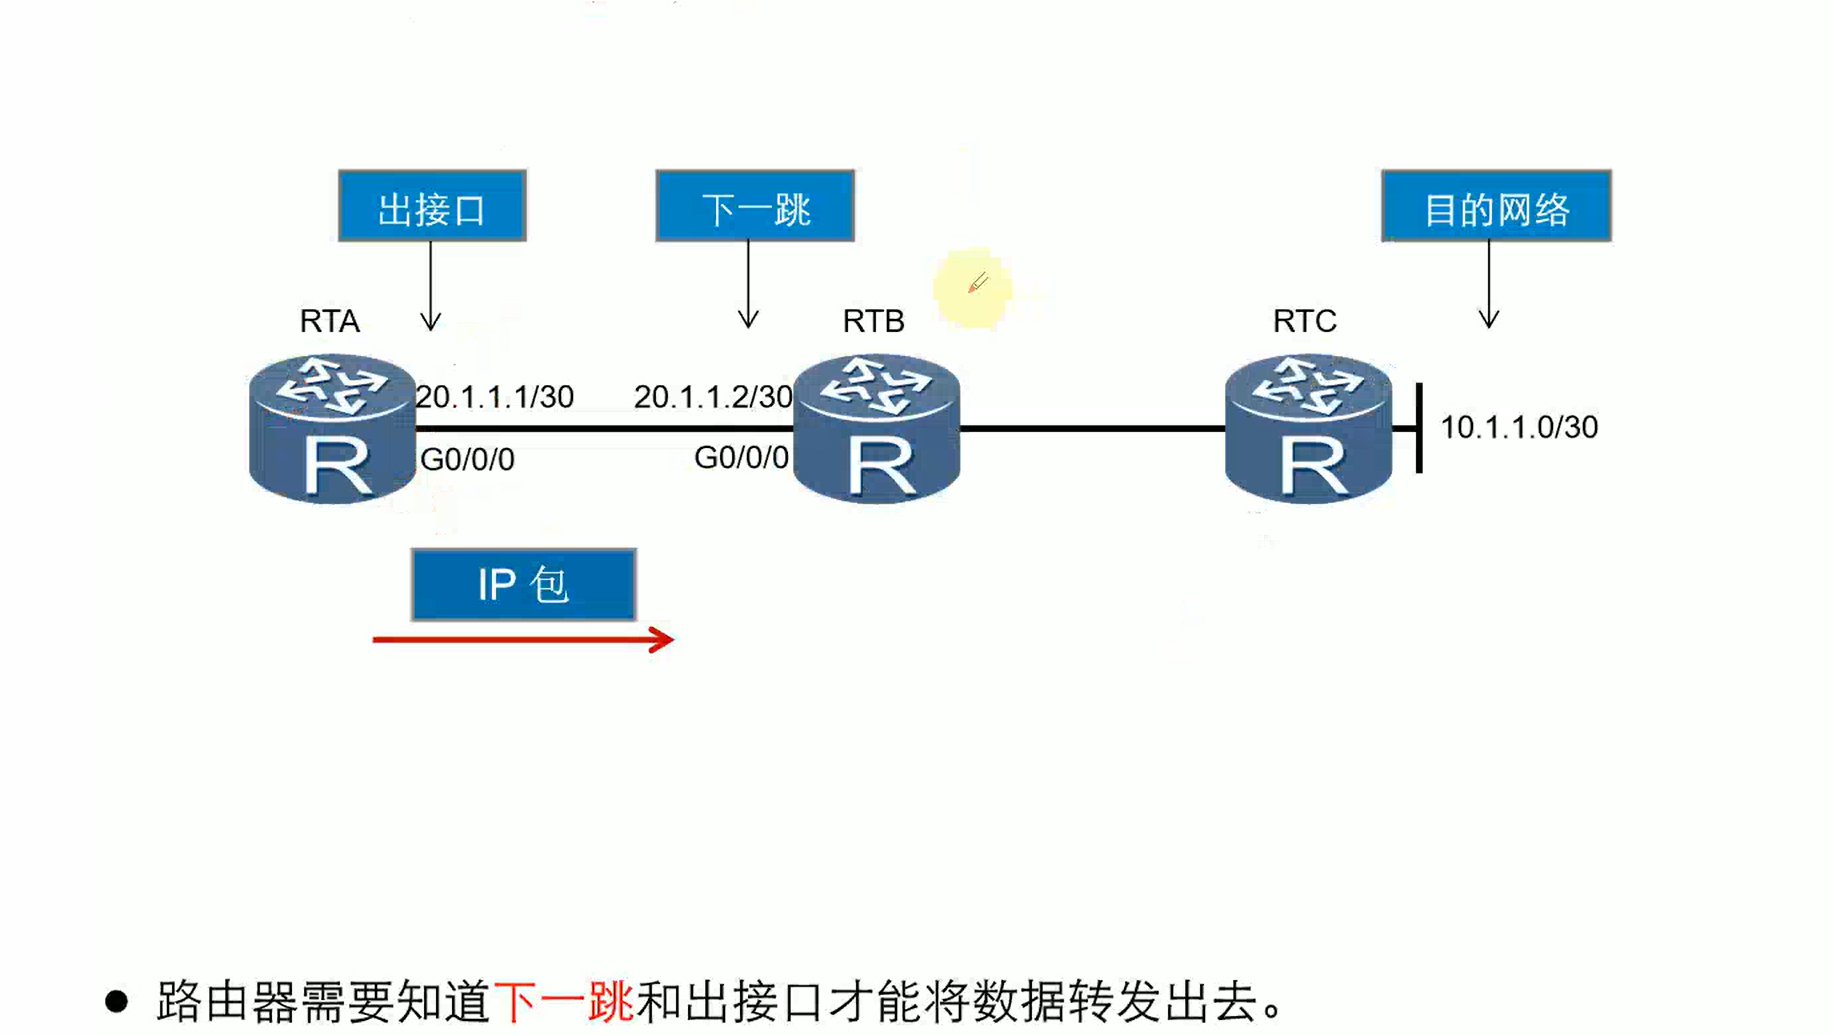 出接口
下一跳
目的网络
RTA
RTB
RTC
20.1.1.1/30
20.1.1.2/30
10.1.1.0/30
G0/0/0
G0/0/0
R
R
R
IP 包
● 路由器需要知道下一跳和出接口才能将数据转发出去。